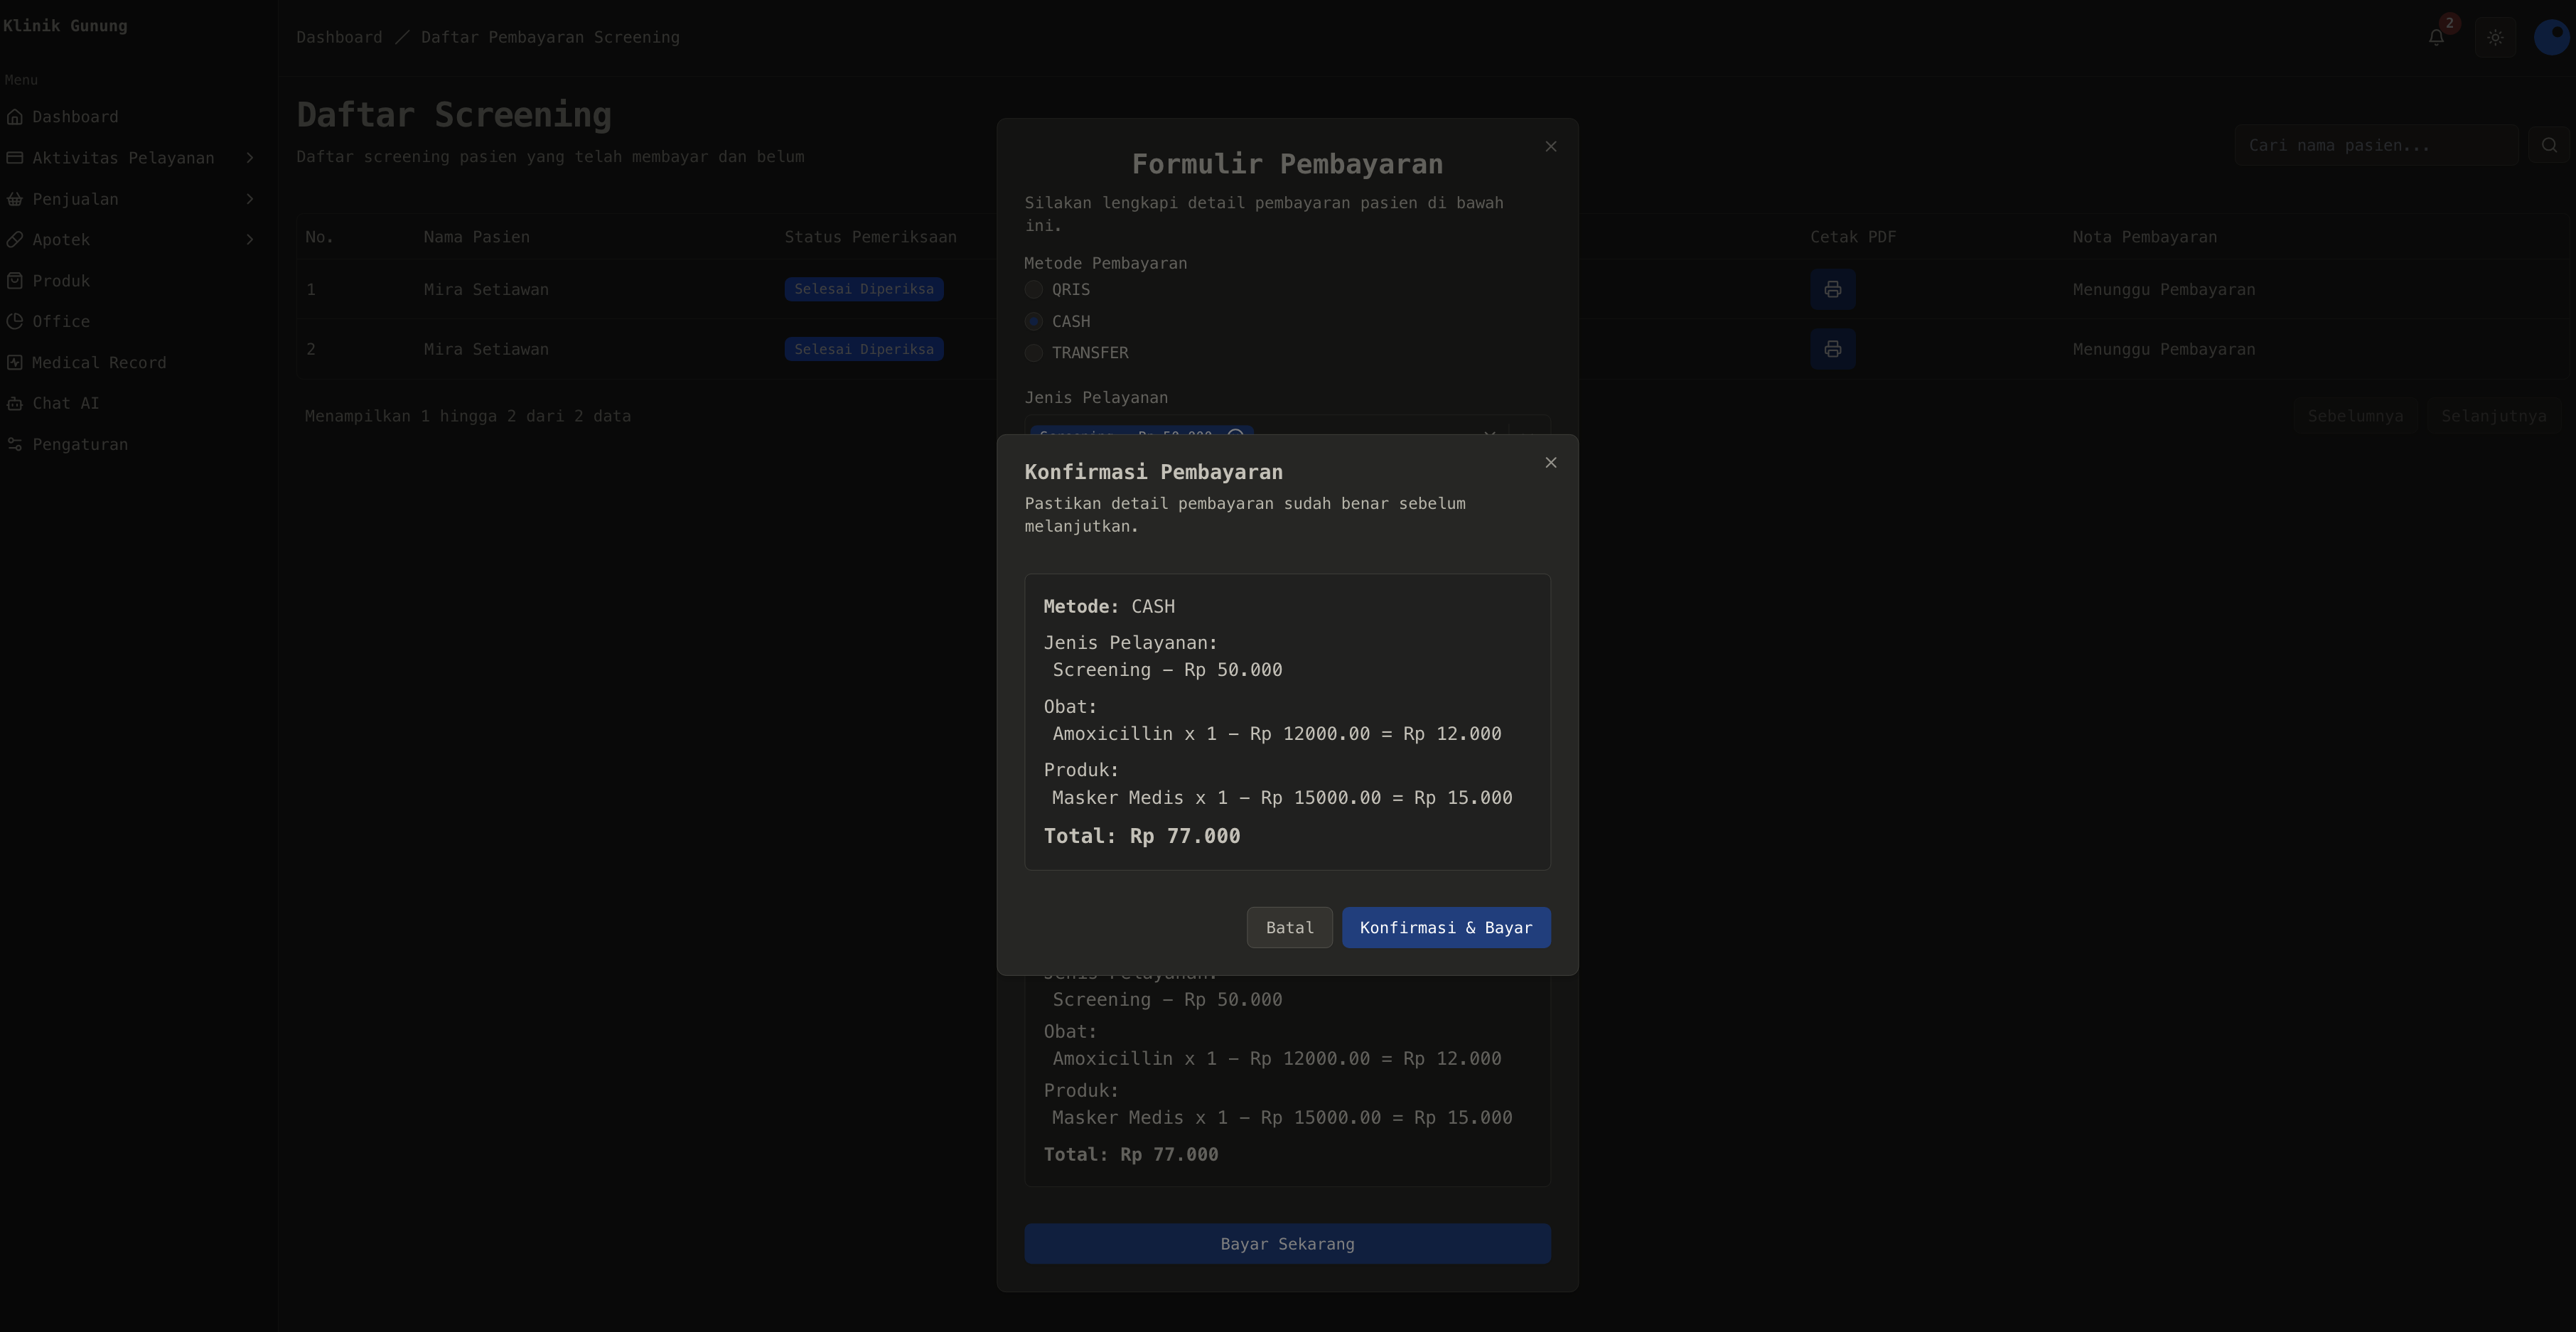 Klinik Gunung
Menu
Dashboard
Aktivitas Pelayanan
Penjualan
Apotek
Produk
Office
Medical Record
Chat AI
Pengaturan
Dashboard / Daftar Pembayaran Screening
2
Daftar Screening
Daftar screening pasien yang telah membayar dan belum
Cari nama pasien...
No. Nama Pasien Status Pemeriksaan Cetak PDF Nota Pembayaran
1 Mira Setiawan Selesai Diperiksa Menunggu Pembayaran
2 Mira Setiawan Selesai Diperiksa Menunggu Pembayaran
Menampilkan 1 hingga 2 dari 2 data
Sebelumnya Selanjutnya
Formulir Pembayaran
Silakan lengkapi detail pembayaran pasien di bawah
ini.
Metode Pembayaran
QRIS
CASH
TRANSFER
Jenis Pelayanan
Screening – Rp 50.000
Konfirmasi Pembayaran
Pastikan detail pembayaran sudah benar sebelum
melanjutkan.
Metode: CASH
Jenis Pelayanan:
Screening – Rp 50.000
Obat:
Amoxicillin x 1 – Rp 12000.00 = Rp 12.000
Produk:
Masker Medis x 1 – Rp 15000.00 = Rp 15.000
Total: Rp 77.000
Batal
Konfirmasi & Bayar
Jenis Pelayanan:
Screening – Rp 50.000
Obat:
Amoxicillin x 1 – Rp 12000.00 = Rp 12.000
Produk:
Masker Medis x 1 – Rp 15000.00 = Rp 15.000
Total: Rp 77.000
Bayar Sekarang